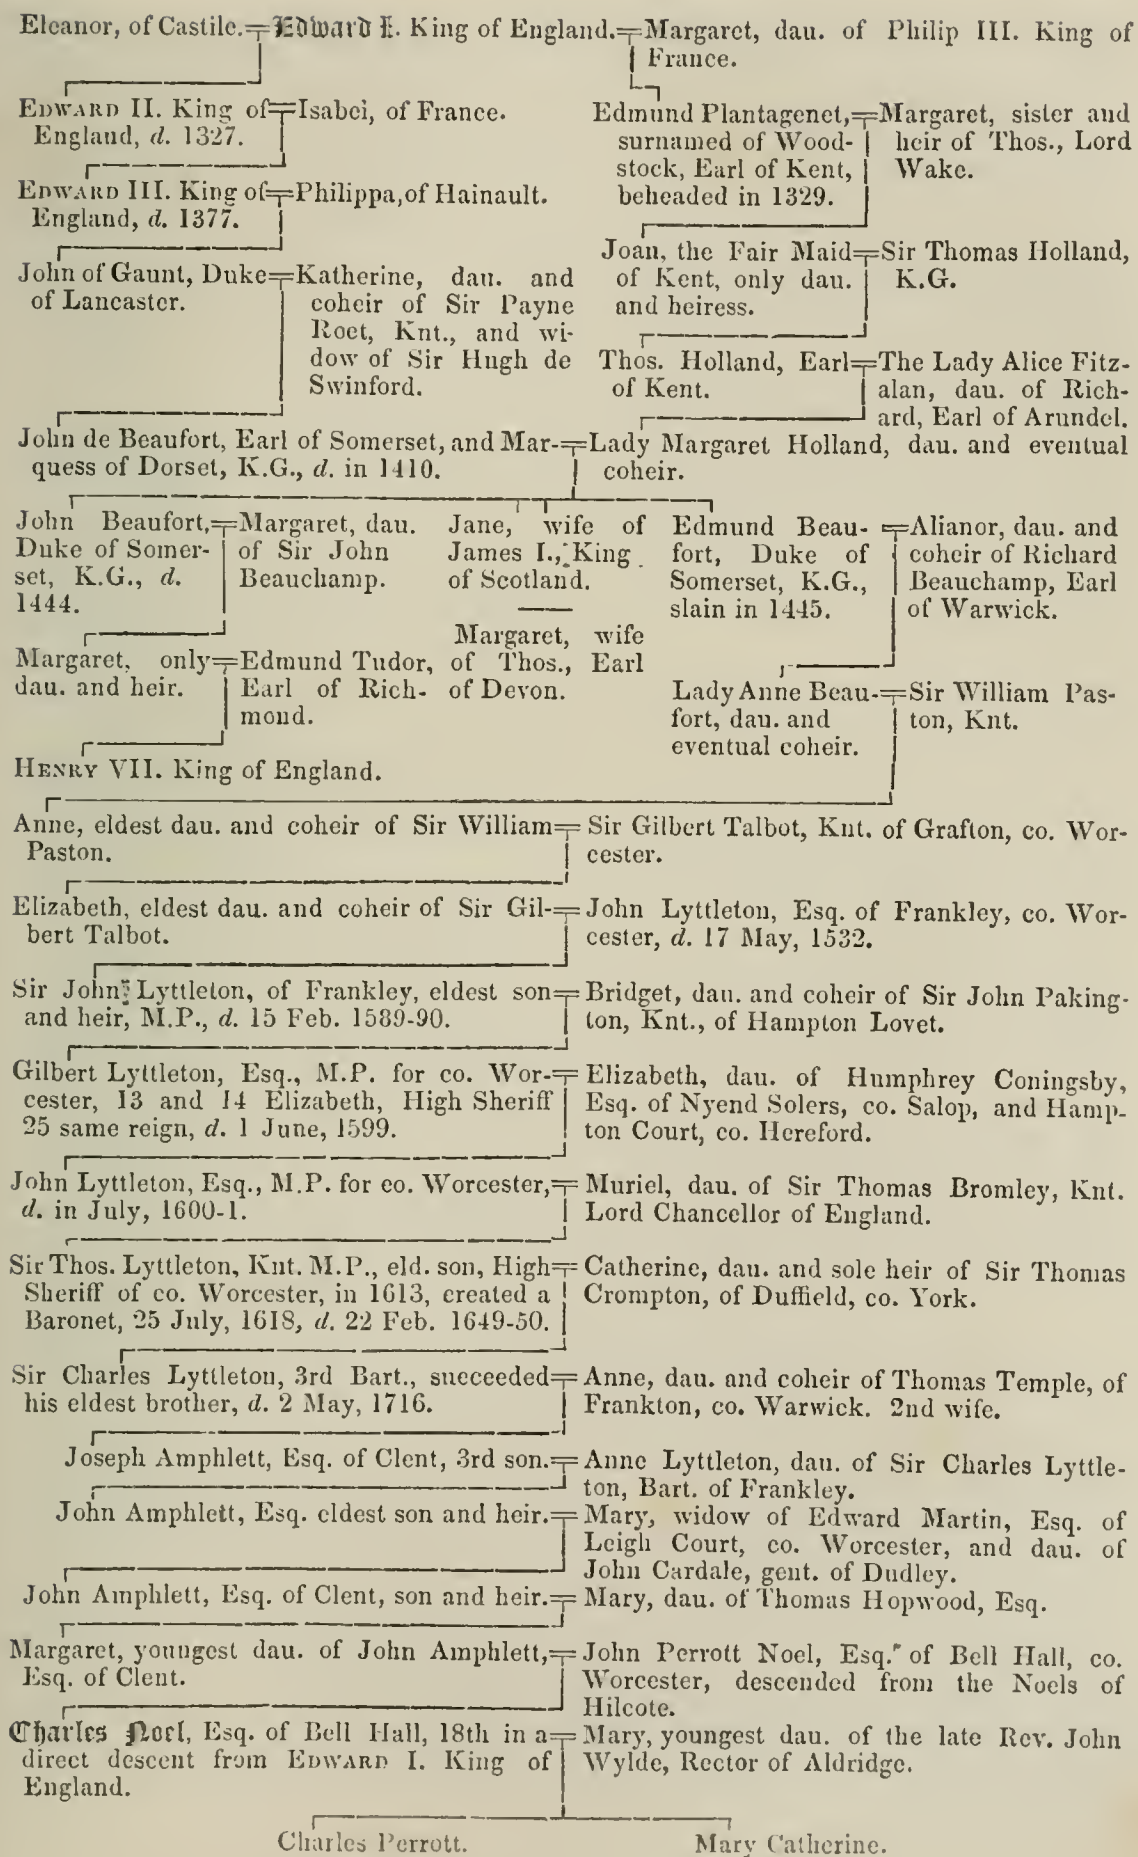 Eleanor, of Castile. Edward I. King of England. Margaret, dau. of Philip III. King of
France.
EDWARD II. King of
England, d. 1327.
Isabel, of France.
Edmund Plantagenet,
surnamed of Wood-
stock, Earl of Kent,
beheaded in 1329.
Margaret, sister and
heir of Thos., Lord
Wake.
EDWARD III. King of
England, d. 1377.
Philippa, of Hainault.
Joan, the Fair Maid
of Kent, only dau.
and heiress.
Sir Thomas Holland,
K.G.
John of Gaunt, Duke
of Lancaster.
Katherine, dau. and
coheir of Sir Payne
Roet, Knt., and wi-
dow of Sir Hugh de
Swinford.
Thos. Holland, Earl
of Kent.
The Lady Alice Fitz-
alan, dau. of Rich-
ard, Earl of Arundel.
John de Beaufort, Earl of Somerset, and Mar-
quess of Dorset, K.G., d. in 1410.
Lady Margaret Holland, dau. and eventual
coheir.
John Beaufort,
Duke of Somer-
set, K.G., d.
1444.
Margaret, dau.
of Sir John
Beauchamp.
Jane, wife of
James I., King
of Scotland.
Margaret, wife
of Thos., Earl
of Devon.
Edmund Beau-
fort, Duke of
Somerset, K.G.,
slain in 1445.
Alianor, dau. and
coheir of Richard
Beauchamp, Earl
of Warwick.
Margaret, only
dau. and heir.
Edmund Tudor,
Earl of Rich-
mond.
Lady Anne Beau-
fort, dau. and
eventual coheir.
Sir William Pas-
ton, Knt.
HENRY VII. King of England.
Anne, eldest dau. and coheir of Sir William
Paston.
Sir Gilbert Talbot, Knt. of Grafton, co. Wor-
cester.
Elizabeth, eldest dau. and coheir of Sir Gil-
bert Talbot.
John Lyttleton, Esq. of Frankley, co. Wor-
cester, d. 17 May, 1532.
Sir John Lyttleton, of Frankley, eldest son
and heir, M.P., d. 15 Feb. 1589-90.
Bridget, dau. and coheir of Sir John Paking-
ton, Knt., of Hampton Lovet.
Gilbert Lyttleton, Esq., M.P. for co. Wor-
cester, 13 and 14 Elizabeth, High Sheriff
25 same reign, d. 1 June, 1599.
Elizabeth, dau. of Humphrey Coningsby,
Esq. of Nyend Solers, co. Salop, and Hamp-
ton Court, co. Hereford.
John Lyttleton, Esq., M.P. for co. Worcester,
d. in July, 1600-1.
Muriel, dau. of Sir Thomas Bromley, Knt.
Lord Chancellor of England.
Sir Thos. Lyttleton, Knt. M.P., eld. son, High
Sheriff of co. Worcester, in 1613, created a
Baronet, 25 July, 1618, d. 22 Feb. 1649-50.
Catherine, dau. and sole heir of Sir Thomas
Crompton, of Duffield, co. York.
Sir Charles Lyttleton, 3rd Bart., succeeded
his eldest brother, d. 2 May, 1716.
Anne, dau. and coheir of Thomas Temple, of
Frankton, co. Warwick. 2nd wife.
Joseph Amphlett, Esq. of Clent, 3rd son.
Anne Lyttleton, dau. of Sir Charles Lyttle-
ton, Bart. of Frankley.
John Amphlett, Esq. eldest son and heir.
Mary, widow of Edward Martin, Esq. of
Leigh Court, co. Worcester, and dau. of
John Cardale, gent. of Dudley.
John Amphlett, Esq. of Clent, son and heir.
Mary, dau. of Thomas Hopwood, Esq.
Margaret, youngest dau. of John Amphlett,
Esq. of Clent.
John Perrott Noel, Esq. of Bell Hall, co.
Worcester, descended from the Noels of
Hilcote.
Charles Noel, Esq. of Bell Hall, 18th in a
direct descent from EDWARD I. King of
England.
Mary, youngest dau. of the late Rev. John
Wylde, Rector of Aldridge.
Charles Perrott.
Mary Catherine.